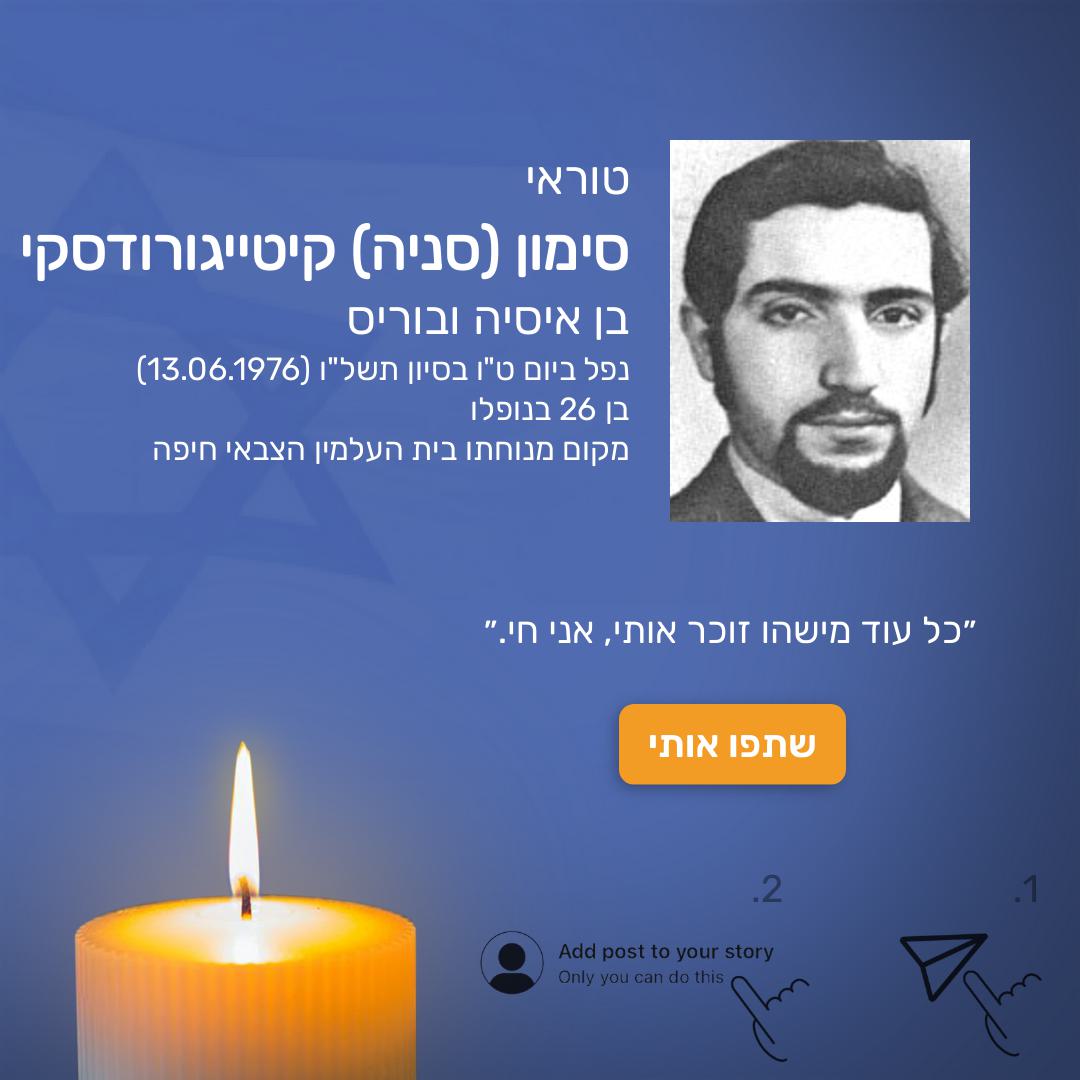 טוראי
סימון (סניה) קיטייגורודסקי
בן איסיה ובוריס
נפל ביום ט"ו בסיון תשל"ו (13.06.1976)
בן 26 בנופלו
מקום מנוחתו בית העלמין הצבאי חיפה
״כל עוד מישהו זוכר אותי, אני חי.״
שתפו אותי
1.
2.
Add post to your story
Only you can do this